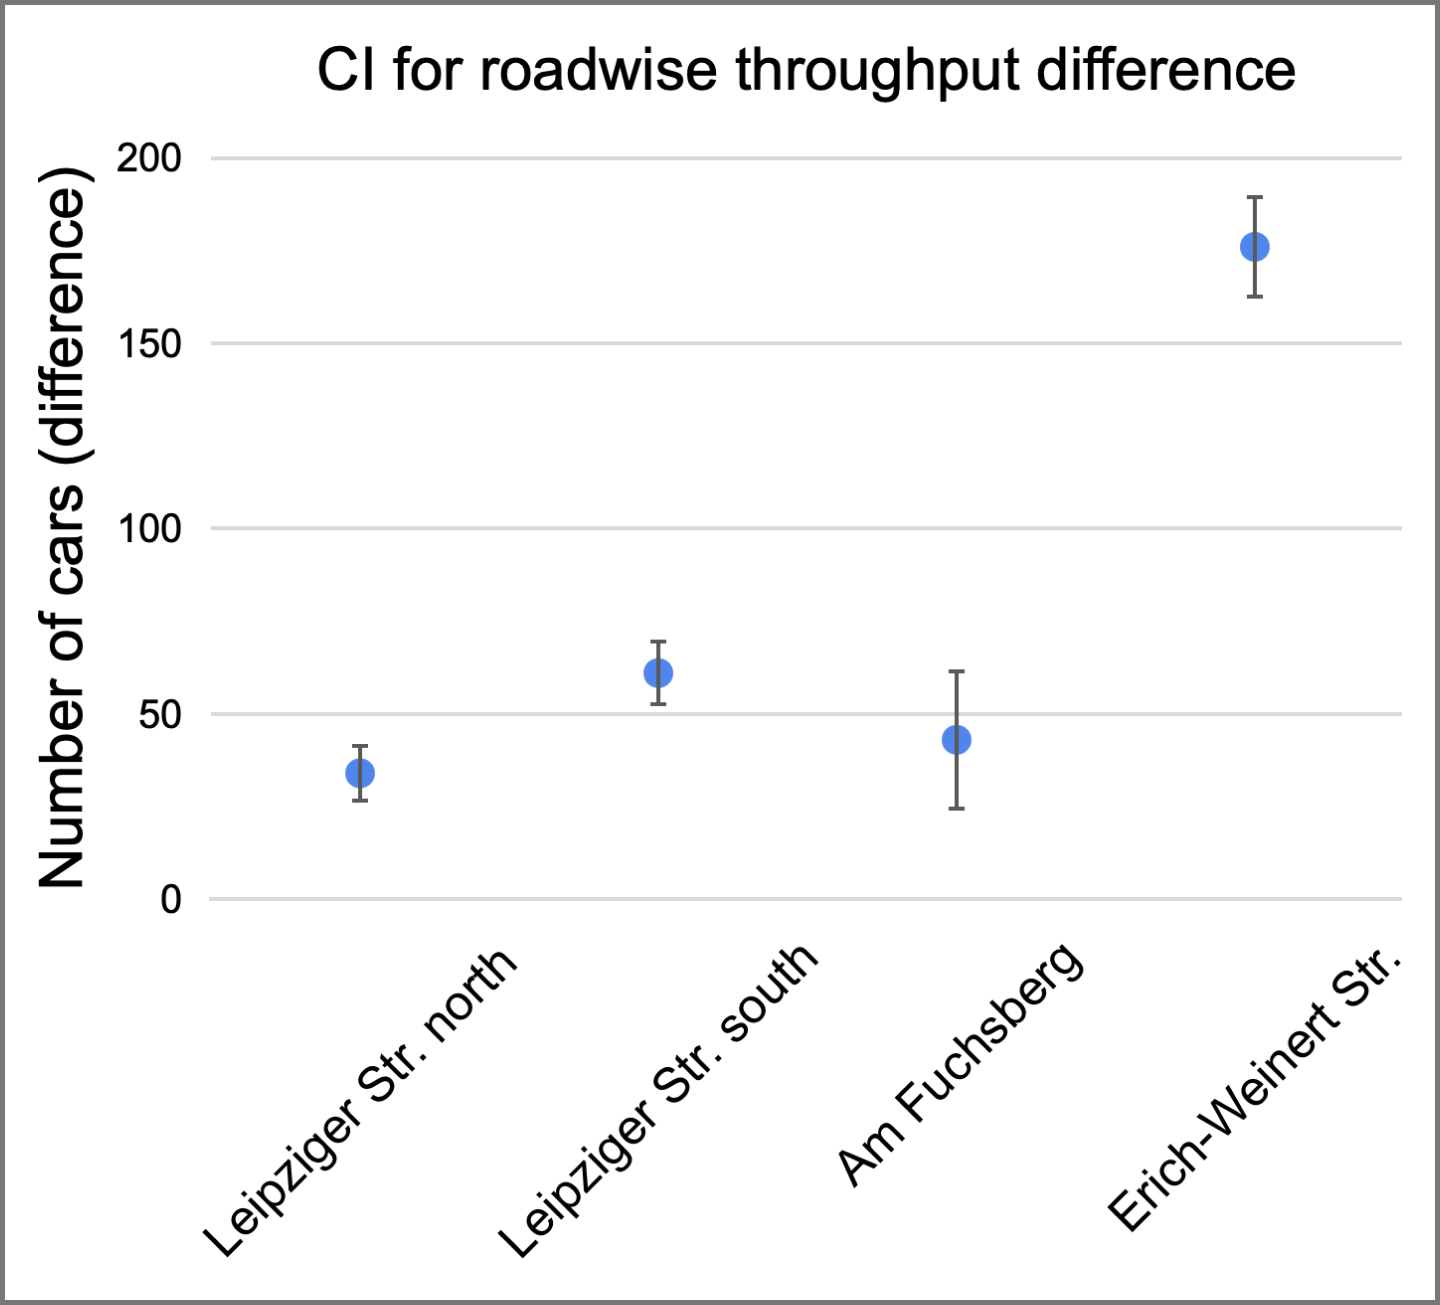 CI for roadwise throughput difference
Number of cars (difference)
200
150
100
50
0
Leipziger Str. north
Leipziger Str. south
Am Fuchsberg
Erich-Weinert Str.